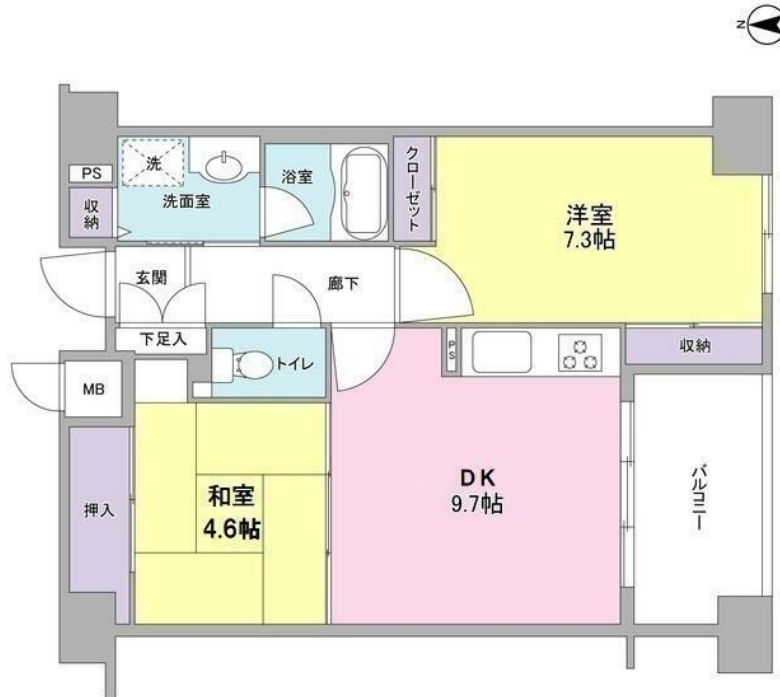 N
PS
洗
洗面室
浴室
クローゼット
収納
洋室
7.3帖
玄関
廊下
下足入
トイレ
PS
収納
MB
押入
和室
4.6帖
DK
9.7帖
バルコニー